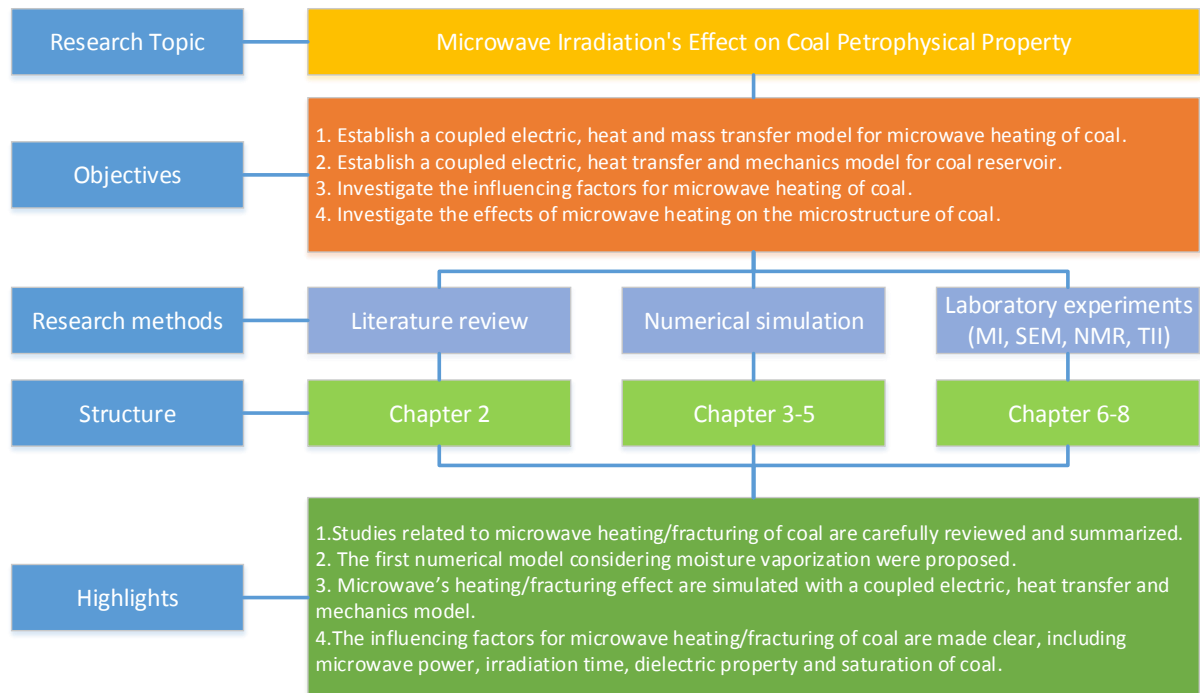 Research Topic
Microwave Irradiation's Effect on Coal Petrophysical Property
Objectives
1. Establish a coupled electric, heat and mass transfer model for microwave heating of coal.
2. Establish a coupled electric, heat transfer and mechanics model for coal reservoir.
3. Investigate the influencing factors for microwave heating of coal.
4. Investigate the effects of microwave heating on the microstructure of coal.
Research methods
Literature review
Numerical simulation
Laboratory experiments
(MI, SEM, NMR, TII)
Structure
Chapter 2
Chapter 3-5
Chapter 6-8
Highlights
1.Studies related to microwave heating/fracturing of coal are carefully reviewed and summarized.
2. The first numerical model considering moisture vaporization were proposed.
3. Microwave’s heating/fracturing effect are simulated with a coupled electric, heat transfer and
mechanics model.
4.The influencing factors for microwave heating/fracturing of coal are made clear, including
microwave power, irradiation time, dielectric property and saturation of coal.